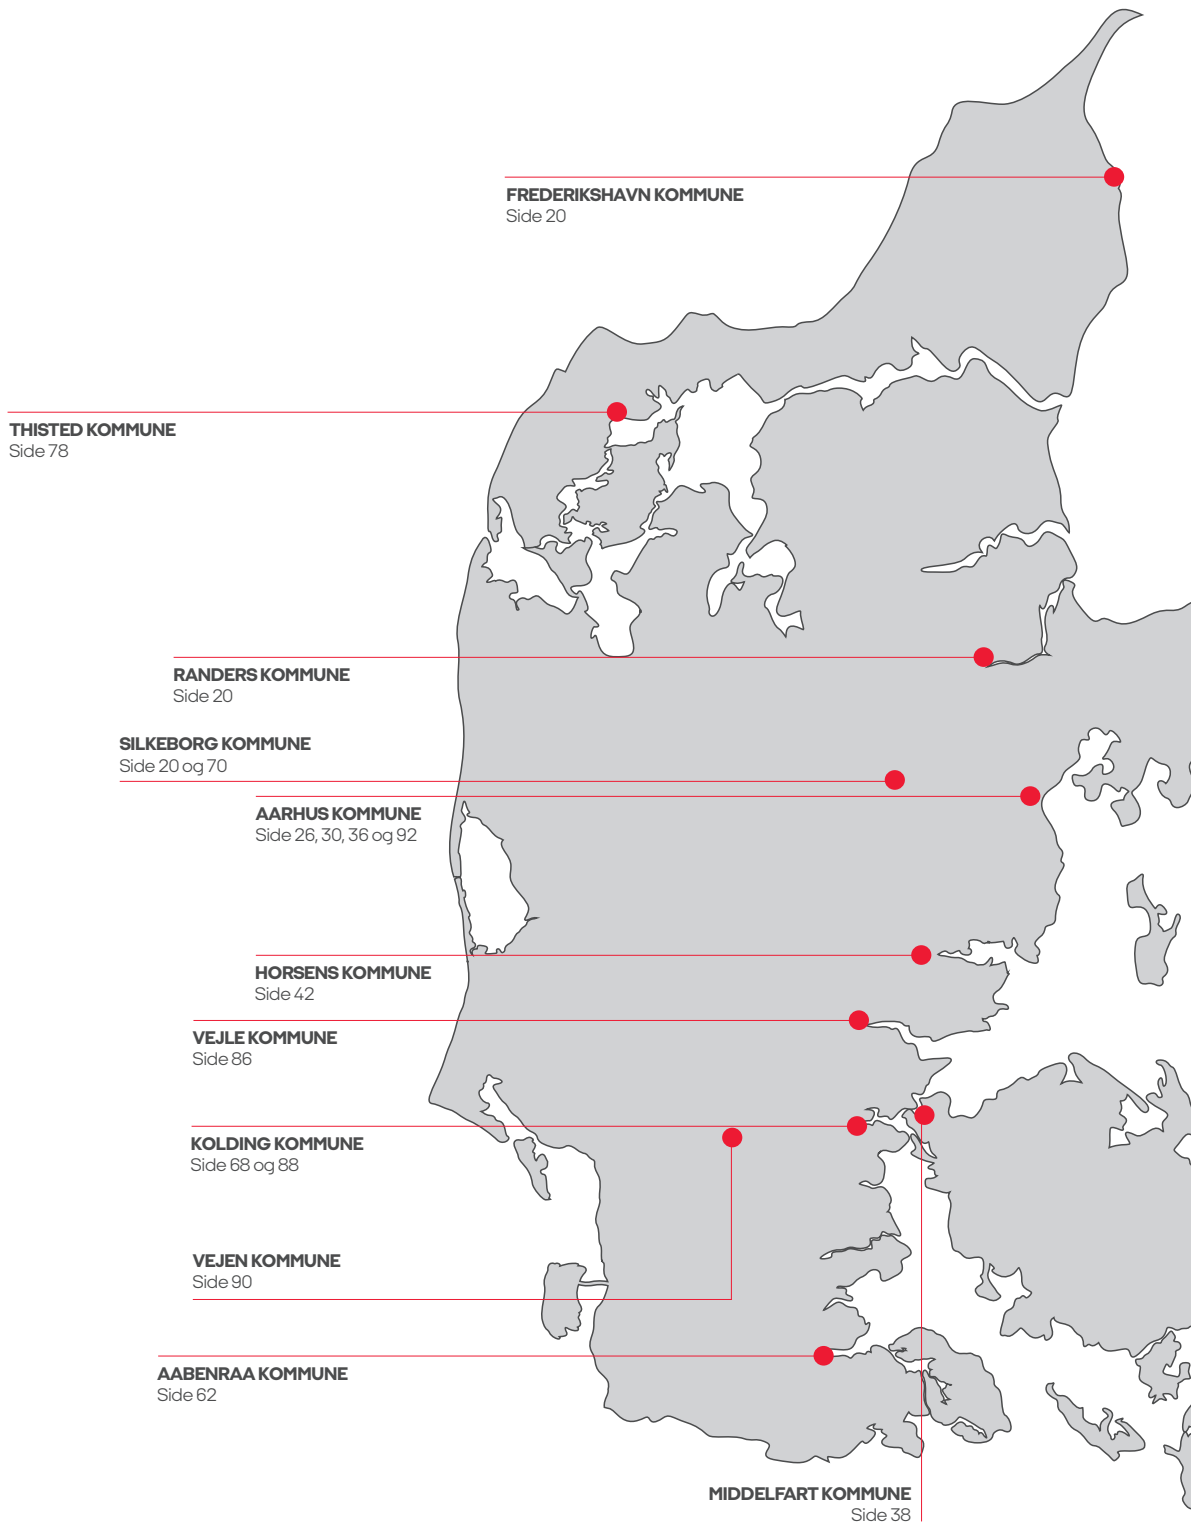 FREDERIKSHAVN KOMMUNE
Side 20
THISTED KOMMUNE
Side 78
RANDERS KOMMUNE
Side 20
SILKEBORG KOMMUNE
Side 20 og 70
AARHUS KOMMUNE
Side 26, 30, 36 og 92
HORSENS KOMMUNE
Side 42
VEJLE KOMMUNE
Side 86
KOLDING KOMMUNE
Side 68 og 88
VEJEN KOMMUNE
Side 90
AABENRAA KOMMUNE
Side 62
MIDDELFART KOMMUNE
Side 38